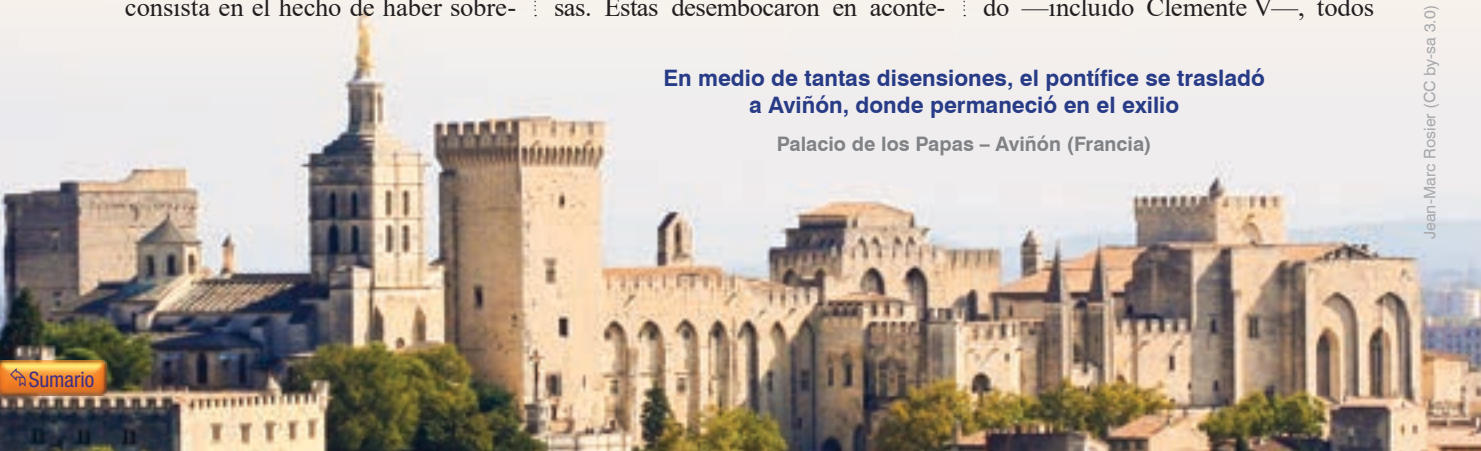 consista en el hecho de haber sobre-
sas. Estas desembocaron en aconte-
do —incluido Clemente V—, todos
En medio de tantas disensiones, el pontífice se trasladó
a Aviñón, donde permaneció en el exilio
Palacio de los Papas – Aviñón (Francia)
Jean-Marc Rosier (CC by-sa 3.0)
Sumario